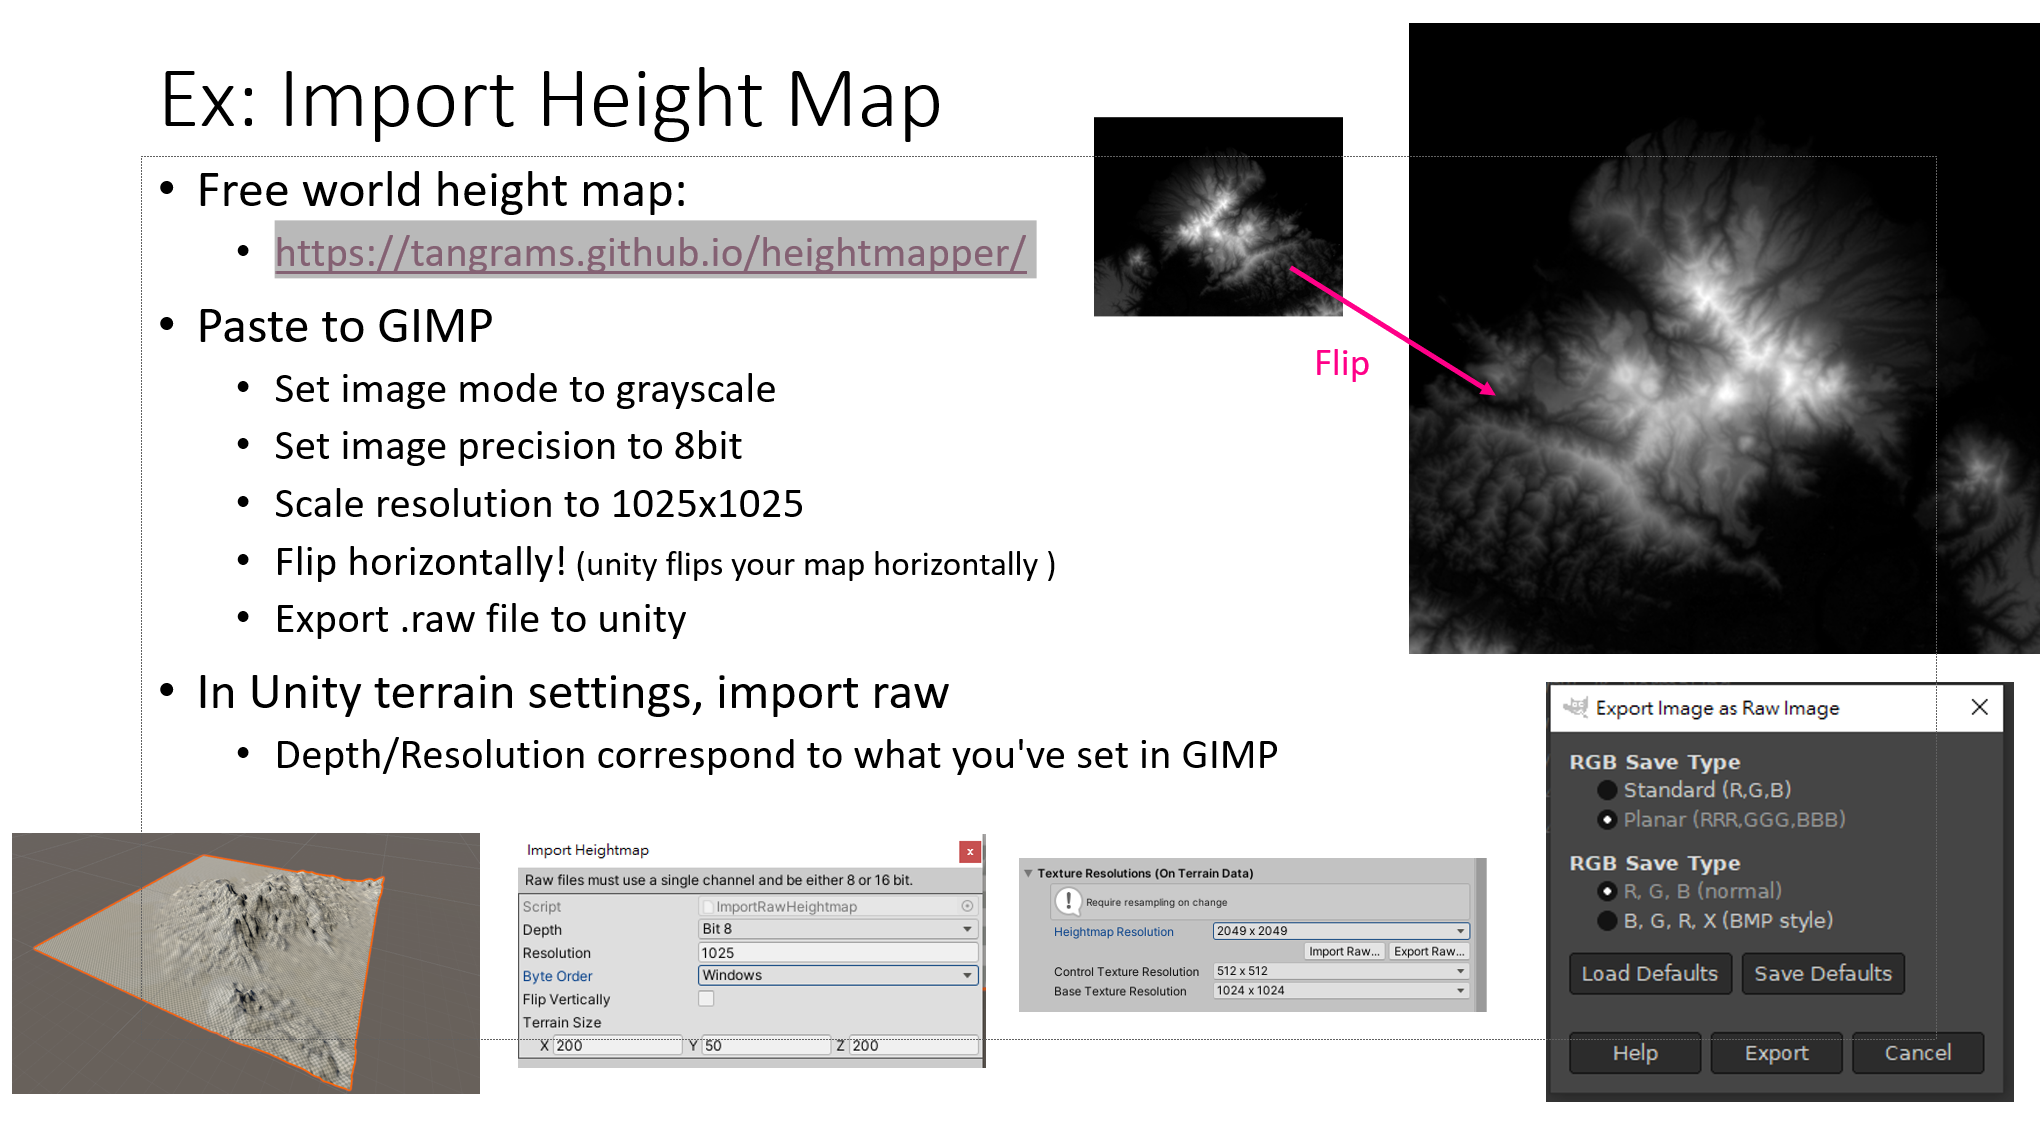 Ex: Import Height Map
• Free world height map:
• https://tangrams.github.io/heightmapper/
• Paste to GIMP
• Set image mode to grayscale
• Set image precision to 8bit
• Scale resolution to 1025x1025
• Flip horizontally! (unity flips your map horizontally )
• Export .raw file to unity
• In Unity terrain settings, import raw
• Depth/Resolution correspond to what you've set in GIMP
Flip
Import Heightmap
x
Raw files must use a single channel and be either 8 or 16 bit.
Script ImportRawHeightmap
Depth Bit 8
Resolution 1025
Byte Order Windows
Flip Vertically
Terrain Size
X 200 Y 50 Z 200
Texture Resolutions (On Terrain Data)
! Require resampling on change
Heightmap Resolution 2049 x 2049
Import Raw... Export Raw...
Control Texture Resolution 512 x 512
Base Texture Resolution 1024 x 1024
Export Image as Raw Image
RGB Save Type
Standard (R,G,B)
Planar (RRR,GGG,BBB)
RGB Save Type
R, G, B (normal)
B, G, R, X (BMP style)
Load Defaults Save Defaults
Help Export Cancel